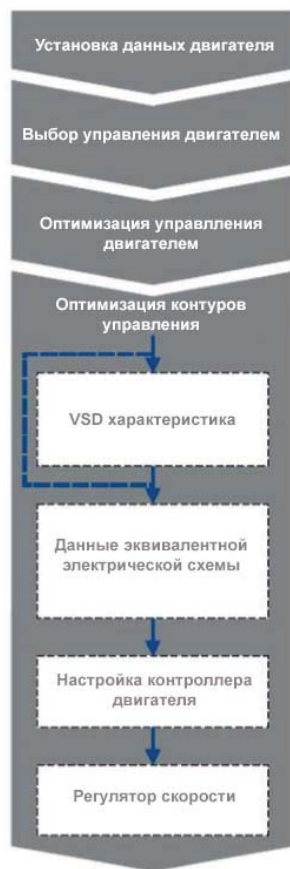 Установка данных двигателя
Выбор управления двигателем
Оптимизация управлления
двигателем
Оптимизация контуров
управления
VSD характеристика
Данные эквивалентной
электрической схемы
Настройка контроллера
двигателя
Регулятор скорости